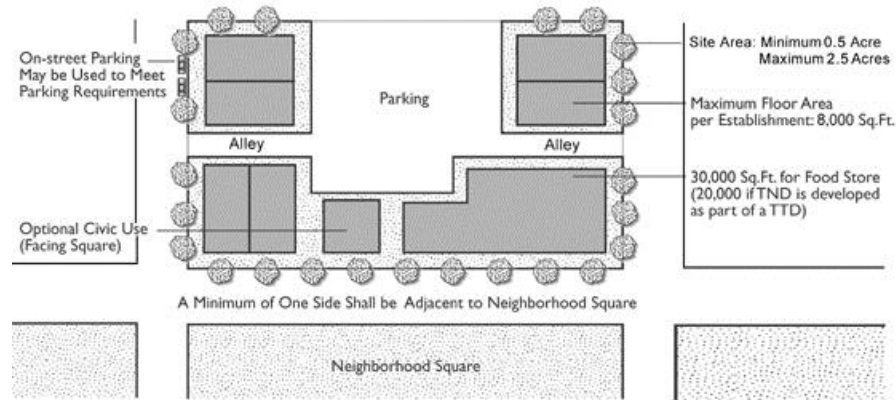 On-street Parking
May be Used to Meet
Parking Requirements
Parking
Site Area: Minimum 0.5 Acre
Maximum 2.5 Acres
Maximum Floor Area
per Establishment: 8,000 Sq.Ft.
Alley
Alley
30,000 Sq.Ft. for Food Store
(20,000 if TND is developed
as part of a TTD)
Optional Civic Use
(Facing Square)
A Minimum of One Side Shall be Adjacent to Neighborhood Square
Neighborhood Square